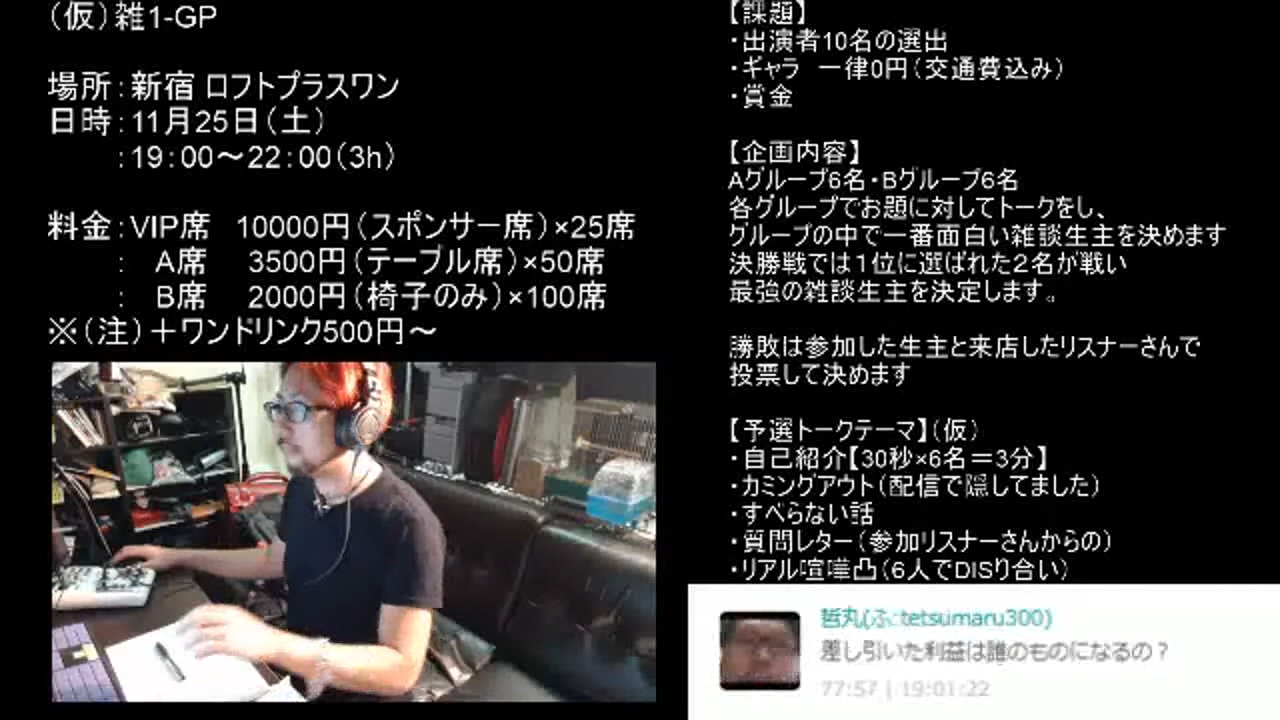 （仮）雑1-GP
場所：新宿 ロフトプラスワン
日時：11月25日（土）
：19：00〜22：00（3h）
料金：VIP席 10000円（スポンサー席）×25席
： A席 3500円（テーブル席）×50席
： B席 2000円（椅子のみ）×100席
※（注）＋ワンドリンク500円〜
【課題】
・出演者10名の選出
・ギャラ 一律0円（交通費込み）
・賞金
【企画内容】
Aグループ6名・Bグループ6名
各グループでお題に対してトークをし、
グループの中で一番面白い雑談生主を決めます
決勝戦では１位に選ばれた２名が戦い
最強の雑談生主を決定します。
勝敗は参加した生主と来店したリスナーさんで
投票して決めます
【予選トークテーマ】（仮）
・自己紹介【30秒×6名＝3分】
・カミングアウト（配信で隠してました）
・すべらない話
・質問レター（参加リスナーさんからの）
・リアル喧嘩凸（6人でDISり合い）
哲丸(ふ:tetsumaru300)
差し引いた利益は誰のものになるの？
77:57 | 19:01:22